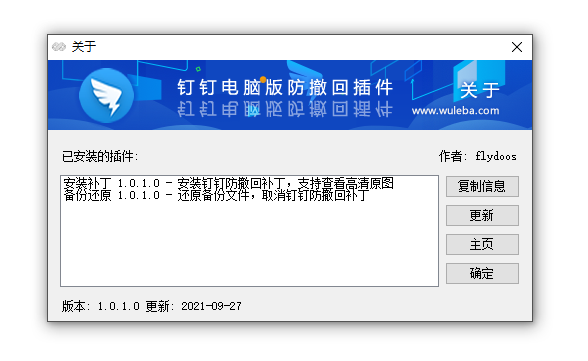 关于
钉钉电脑版防撤回插件
关于
www.wuleba.com
已安装的插件:
作者: flydoos
安装补丁 1.0.1.0 - 安装钉钉防撤回补丁，支持查看高清原图
备份还原 1.0.1.0 - 还原备份文件，取消钉钉防撤回补丁
复制信息
更新
主页
确定
版本: 1.0.1.0 更新: 2021-09-27